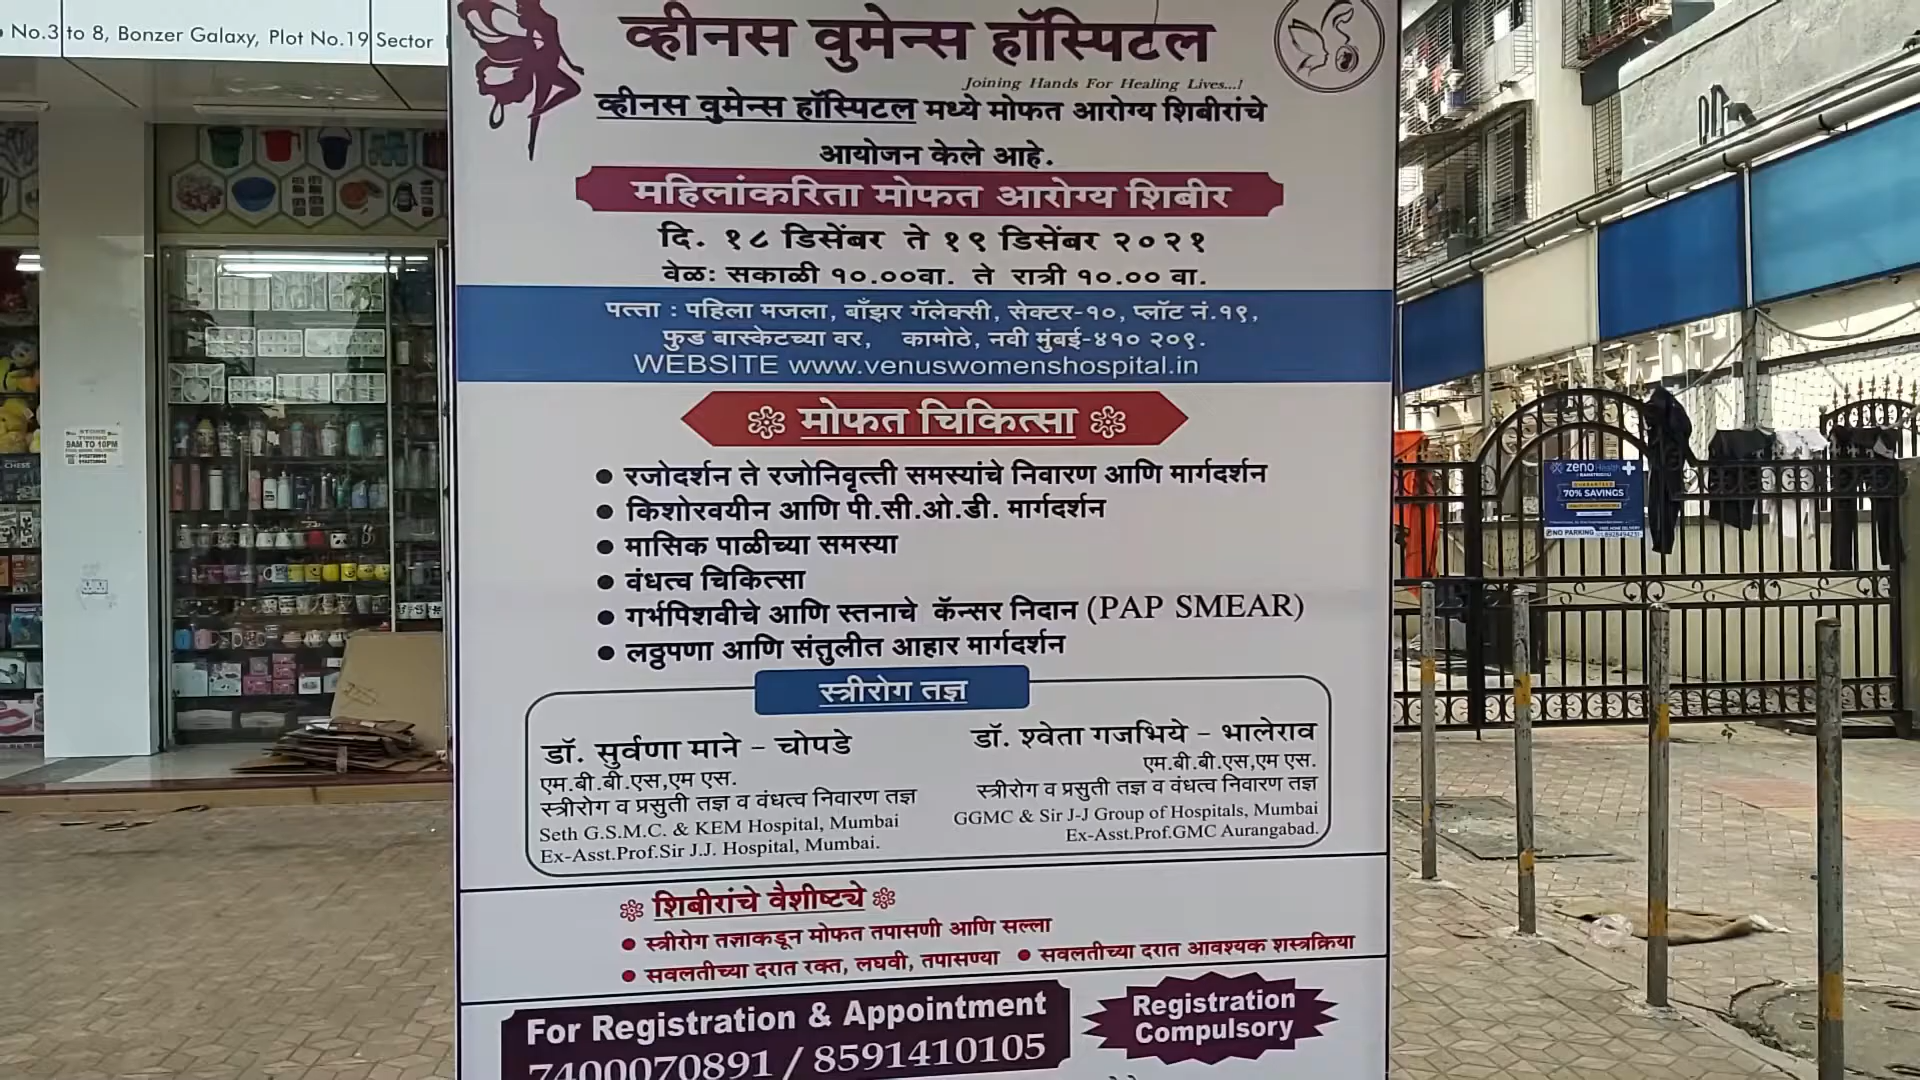 No.3 to 8, Bonzer Galaxy, Plot No.19 Sector
व्हीनस वुमेन्स हॉस्पिटल
Joining Hands For Healing Lives...!
व्हीनस वुमेन्स हॉस्पिटल मध्ये मोफत आरोग्य शिबीरांचे
आयोजन केले आहे.
महिलांकरिता मोफत आरोग्य शिबीर
दि. १८ डिसेंबर ते १९ डिसेंबर २०२१
वेळः सकाळी १०.००वा. ते रात्री १०.०० वा.
पत्ता : पहिला मजला, बाँझर गॅलेक्सी, सेक्टर-१०, प्लॉट नं.१९,
फुड बास्केटच्या वर, कामोठे, नवी मुंबई-४१० २०९.
WEBSITE www.venuswomenshospital.in
मोफत चिकित्सा
• रजोदर्शन ते रजोनिवृत्ती समस्यांचे निवारण आणि मार्गदर्शन
• किशोरवयीन आणि पी.सी.ओ.डी. मार्गदर्शन
• मासिक पाळीच्या समस्या
• वंधत्व चिकित्सा
• गर्भपिशवीचे आणि स्तनाचे कॅन्सर निदान (PAP SMEAR)
• लठ्ठपणा आणि संतुलीत आहार मार्गदर्शन
स्त्रीरोग तज्ञ
डॉ. सुर्वणा माने - चोपडे
एम.बी.बी.एस,एम एस.
स्त्रीरोग व प्रसुती तज्ञ व वंधत्व निवारण तज्ञ
Seth G.S.M.C. & KEM Hospital, Mumbai
Ex-Asst.Prof.Sir J.J. Hospital, Mumbai.
डॉ. श्वेता गजभिये - भालेराव
एम.बी.बी.एस,एम एस.
स्त्रीरोग व प्रसुती तज्ञ व वंधत्व निवारण तज्ञ
GGMC & Sir J-J Group of Hospitals, Mumbai
Ex-Asst.Prof.GMC Aurangabad.
शिबीरांचे वैशीष्ट्ये
• स्त्रीरोग तज्ञाकडून मोफत तपासणी आणि सल्ला
• सवलतीच्या दरात रक्त, लघवी, तपासण्या • सवलतीच्या दरात आवश्यक शस्त्रक्रिया
For Registration & Appointment
7400070891 / 8591410105
Registration
Compulsory
STORE
TIMING
9AM TO 10PM
CHESS
zeno Health
70% SAVINGS
NO PARKING